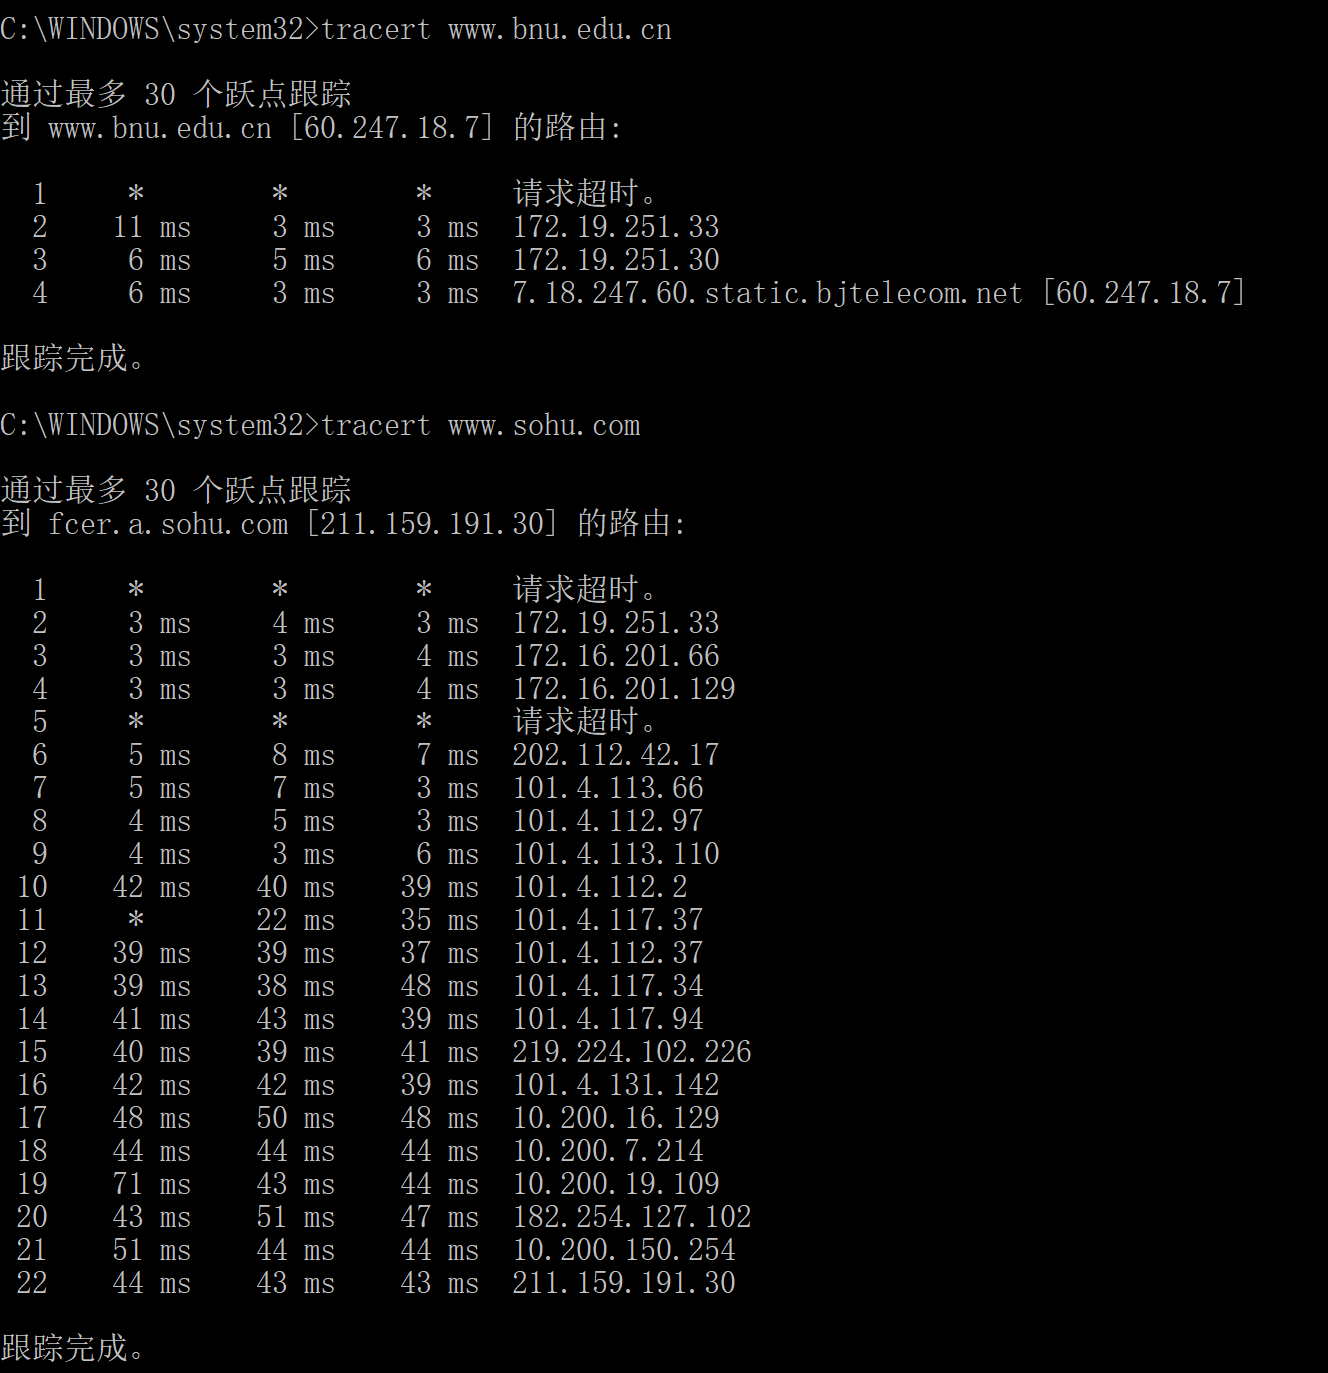 C:\WINDOWS\system32>tracert www.bnu.edu.cn
通过最多 30 个跃点跟踪
到 www.bnu.edu.cn [60.247.18.7] 的路由:
1 * * * 请求超时。
2 11 ms 3 ms 3 ms 172.19.251.33
3 6 ms 5 ms 6 ms 172.19.251.30
4 6 ms 3 ms 3 ms 7.18.247.60.static.bjtelecom.net [60.247.18.7]
跟踪完成。
C:\WINDOWS\system32>tracert www.sohu.com
通过最多 30 个跃点跟踪
到 fcer.a.sohu.com [211.159.191.30] 的路由:
1 * * * 请求超时。
2 3 ms 4 ms 3 ms 172.19.251.33
3 3 ms 3 ms 4 ms 172.16.201.66
4 3 ms 3 ms 4 ms 172.16.201.129
5 * * * 请求超时。
6 5 ms 8 ms 7 ms 202.112.42.17
7 5 ms 7 ms 3 ms 101.4.113.66
8 4 ms 5 ms 3 ms 101.4.112.97
9 4 ms 3 ms 6 ms 101.4.113.110
10 42 ms 40 ms 39 ms 101.4.112.2
11 * 22 ms 35 ms 101.4.117.37
12 39 ms 39 ms 37 ms 101.4.112.37
13 39 ms 38 ms 48 ms 101.4.117.34
14 41 ms 43 ms 39 ms 101.4.117.94
15 40 ms 39 ms 41 ms 219.224.102.226
16 42 ms 42 ms 39 ms 101.4.131.142
17 48 ms 50 ms 48 ms 10.200.16.129
18 44 ms 44 ms 44 ms 10.200.7.214
19 71 ms 43 ms 44 ms 10.200.19.109
20 43 ms 51 ms 47 ms 182.254.127.102
21 51 ms 44 ms 44 ms 10.200.150.254
22 44 ms 43 ms 43 ms 211.159.191.30
跟踪完成。